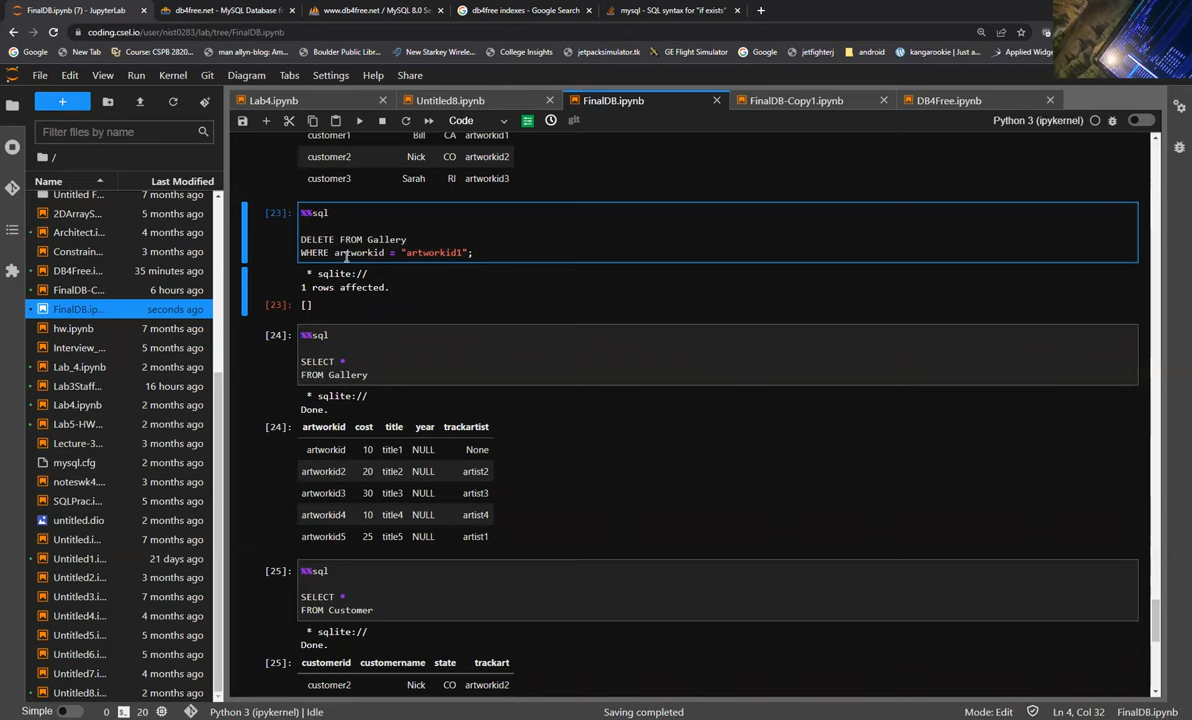 FinalDB.ipynb (7) - JupyterLab
db4free.net - MySQL Database for
www.db4free.net / MySQL 8.0 Se
db4free indexes - Google Search
mysql - SQL syntax for "if exists"
coding.csel.io/user/nist0283/lab/tree/FinalDB.ipynb
Google
New Tab
Course: CSPB 2820...
man allyn-blog: Am...
Boulder Public Libra...
New Starkey Wirele...
College Insights
jetpacksimulator.tk
GE Flight Simulator
Google
jetfighterj
android
kangarookie | Just a...
Applied Widg
File Edit View Run Kernel Git Diagram Tabs Settings Help Share
Lab4.ipynb
Untitled8.ipynb
FinalDB.ipynb
FinalDB-Copy1.ipynb
DB4Free.ipynb
Filter files by name
Code
git
Python 3 (ipykernel)
/
Name Last Modified
Untitled F... 7 months ago
2DArrayS... 7 months ago
Architect.i... 4 months ago
Constrain... 2 months ago
DB4Free.i... 35 minutes ago
FinalDB-C... 6 hours ago
FinalDB.ip... seconds ago
hw.ipynb 7 months ago
Interview_... 5 months ago
Lab_4.ipynb 2 months ago
Lab3Staff... 16 hours ago
Lab4.ipynb 2 months ago
Lab5-HW... 2 months ago
Lecture-3... 2 months ago
mysql.cfg 2 months ago
noteswk4.i... 5 months ago
SQLPrac.i... 5 months ago
untitled.dio 2 months ago
Untitled.i... 7 months ago
Untitled1.i... 21 days ago
Untitled2.i... 3 months ago
Untitled3.i... 7 months ago
Untitled4.i... 4 months ago
Untitled5.i... 4 months ago
Untitled6.i... 5 months ago
Untitled7.i... 4 months ago
Untitled8.i... 2 months ago
customer1 Bill CA artworkid1
customer2 Nick CO artworkid2
customer3 Sarah RI artworkid3
[23]: %%sql
DELETE FROM Gallery
WHERE artworkid = "artworkid1";
* sqlite://
1 rows affected.
[23]: []
[24]: %%sql
SELECT *
FROM Gallery
* sqlite://
Done.
[24]: artworkid cost title year trackartist
artworkid 10 title1 NULL None
artworkid2 20 title2 NULL artist2
artworkid3 30 title3 NULL artist3
artworkid4 10 title4 NULL artist4
artworkid5 25 title5 NULL artist1
[25]: %%sql
SELECT *
FROM Customer
* sqlite://
Done.
[25]: customerid customername state trackart
customer2 Nick CO artworkid2
Simple 0 20 Python 3 (ipykernel) | Idle Saving completed Mode: Edit Ln 4, Col 32 FinalDB.ipynb